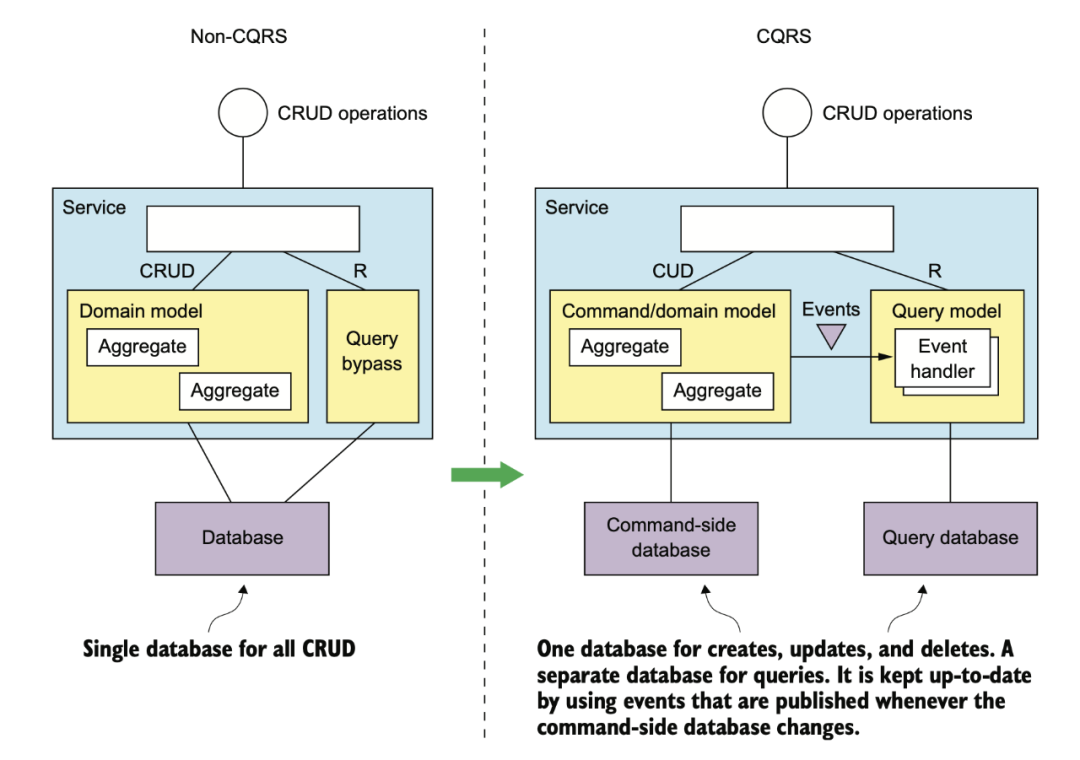 Non-CQRS
CRUD operations
Service
CRUD
R
Domain model
Aggregate
Aggregate
Query
bypass
Database
Single database for all CRUD
CQRS
CRUD operations
Service
CUD
R
Command/domain model
Aggregate
Aggregate
Events
Query model
Event
handler
Command-side
database
Query database
One database for creates, updates, and deletes. A
separate database for queries. It is kept up-to-date
by using events that are published whenever the
command-side database changes.